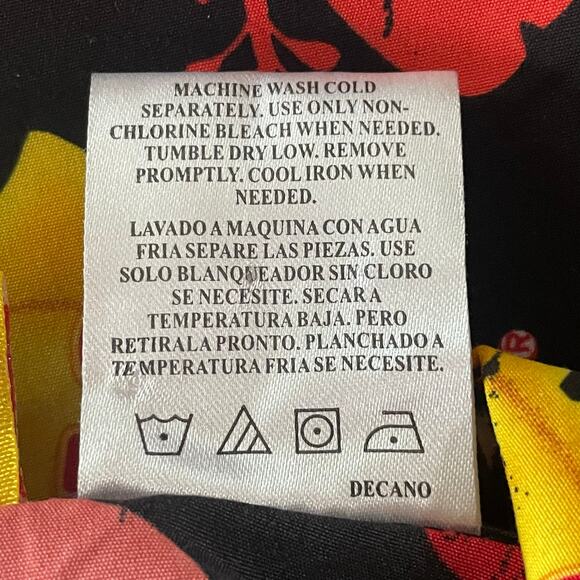 MACHINE WASH COLD
SEPARATELY. USE ONLY NON-
CHLORINE BLEACH WHEN NEEDED.
TUMBLE DRY LOW. REMOVE
PROMPTLY. COOL IRON WHEN
NEEDED.
LAVADO A MAQUINA CON AGUA
FRIA SEPARE LAS PIEZAS. USE
SOLO BLANQUEADOR SIN CLORO
SE NECESITE. SECAR A
TEMPERATURA BAJA. PERO
RETIRALA PRONTO. PLANCHADO A
TEMPERATURA FRIA SE NECESITE.
DECANO
®